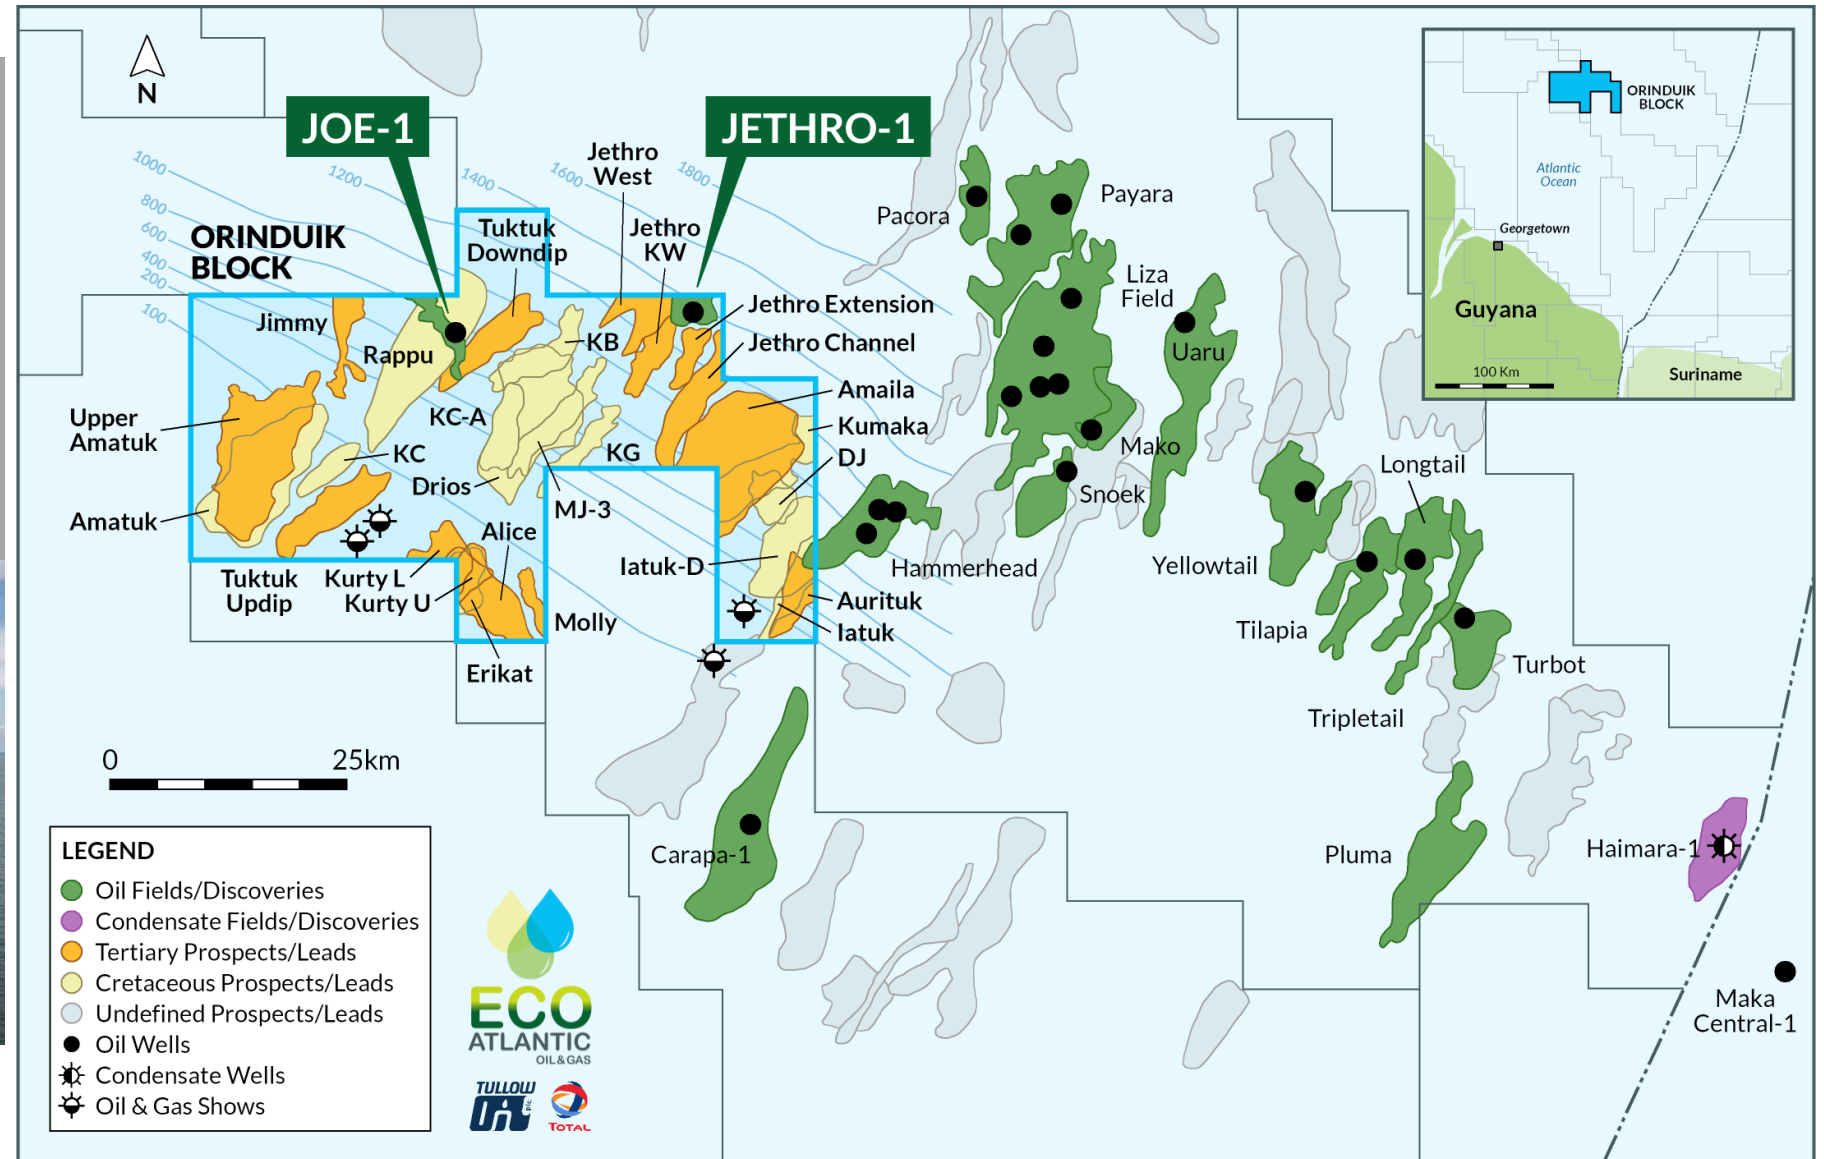 N
JOE-1
JETHRO-1
1000
800
600
400
200
100
1200
1400
1600
1800
ORINDUIK
BLOCK
Jethro
West
Jethro
KW
Tuktuk
Downdip
Jimmy
Rappu
KB
Jethro Extension
Jethro Channel
Amaila
Kumaka
DJ
KC-A
KG
KC
Drios
MJ-3
Upper
Amatuk
Amatuk
Tuktuk
Updip
Kurty L
Kurty U
Alice
Molly
Erikat
Iatuk-D
Aurituk
Iatuk
Hammerhead
Pacora
Payara
Liza
Field
Uaru
Mako
Snoek
Longtail
Yellowtail
Tilapia
Turbot
Tripletail
Pluma
Haimara-1
Maka
Central-1
Carapa-1
0 25km
LEGEND
Oil Fields/Discoveries
Condensate Fields/Discoveries
Tertiary Prospects/Leads
Cretaceous Prospects/Leads
Undefined Prospects/Leads
Oil Wells
Condensate Wells
Oil & Gas Shows
ECO
ATLANTIC
OIL & GAS
TULLOW
Oil plc
TOTAL
ORINDUIK
BLOCK
Atlantic
Ocean
Georgetown
Guyana
100 Km
Suriname